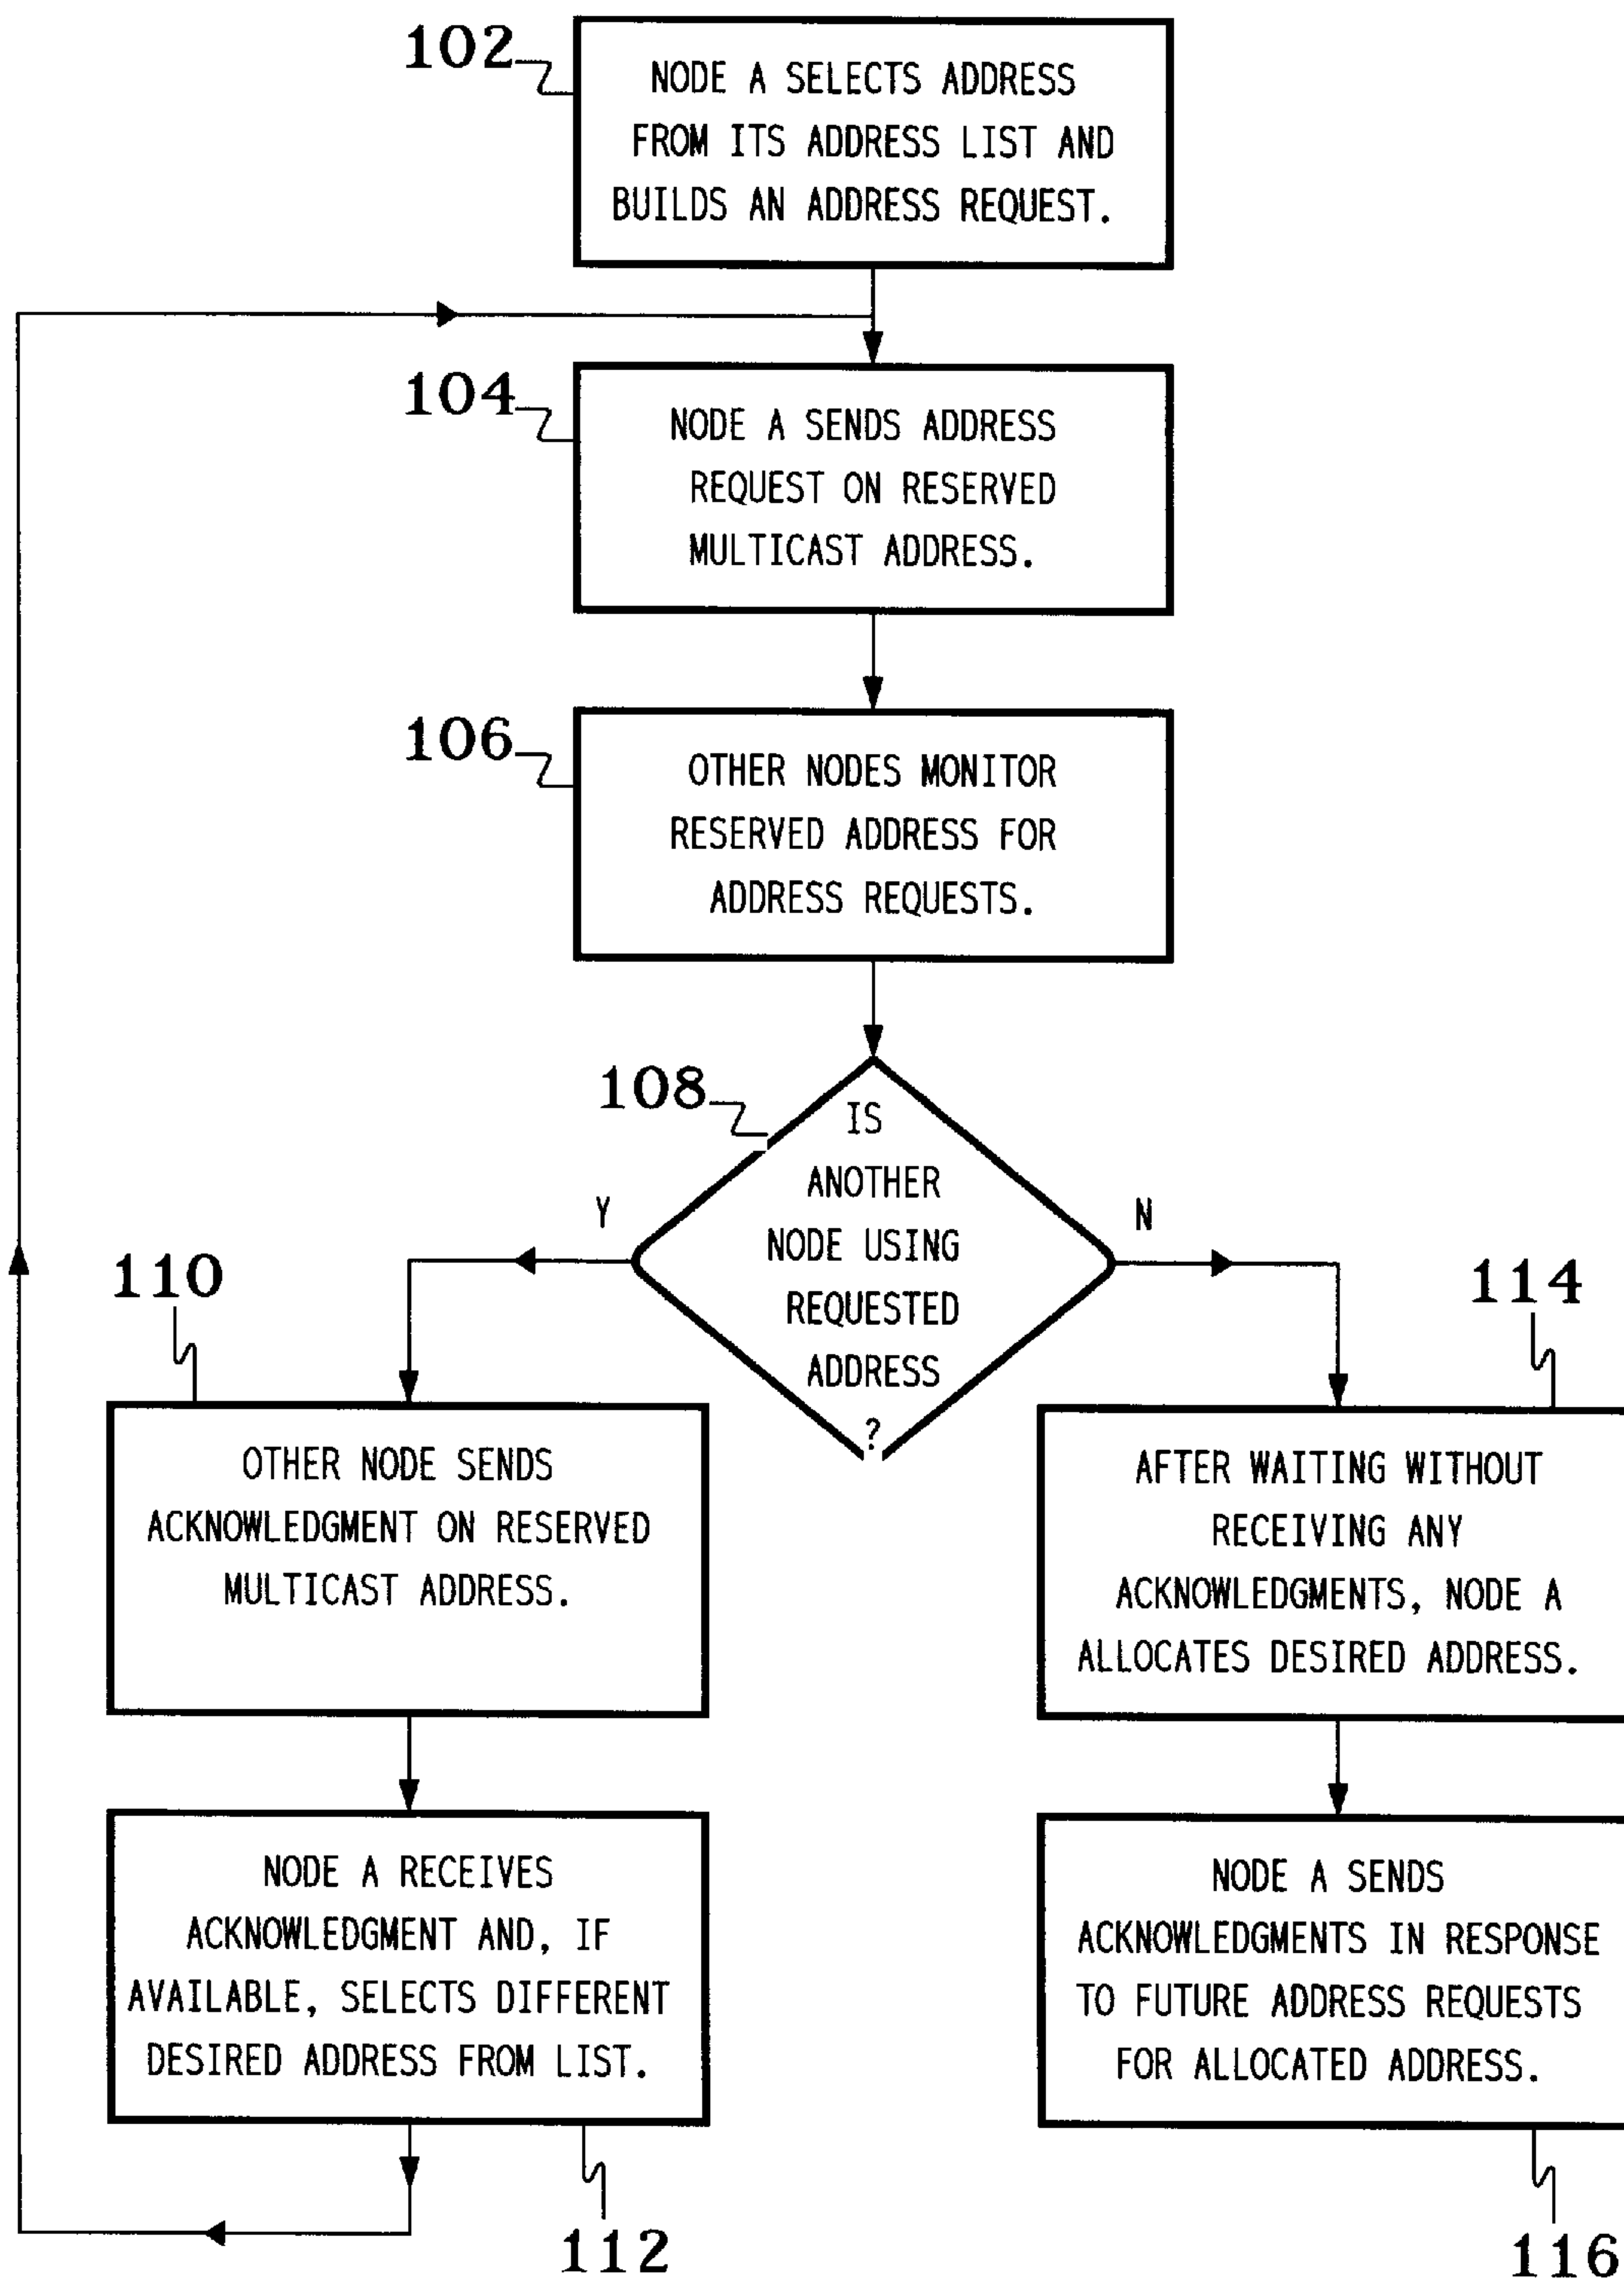 102
NODE A SELECTS ADDRESS
FROM ITS ADDRESS LIST AND
BUILDS AN ADDRESS REQUEST.
104
NODE A SENDS ADDRESS
REQUEST ON RESERVED
MULTICAST ADDRESS.
106
OTHER NODES MONITOR
RESERVED ADDRESS FOR
ADDRESS REQUESTS.
108
IS
ANOTHER
NODE USING
REQUESTED
ADDRESS
?
Y
N
110
OTHER NODE SENDS
ACKNOWLEDGMENT ON RESERVED
MULTICAST ADDRESS.
114
AFTER WAITING WITHOUT
RECEIVING ANY
ACKNOWLEDGMENTS, NODE A
ALLOCATES DESIRED ADDRESS.
NODE A RECEIVES
ACKNOWLEDGMENT AND, IF
AVAILABLE, SELECTS DIFFERENT
DESIRED ADDRESS FROM LIST.
112
NODE A SENDS
ACKNOWLEDGMENTS IN RESPONSE
TO FUTURE ADDRESS REQUESTS
FOR ALLOCATED ADDRESS.
116